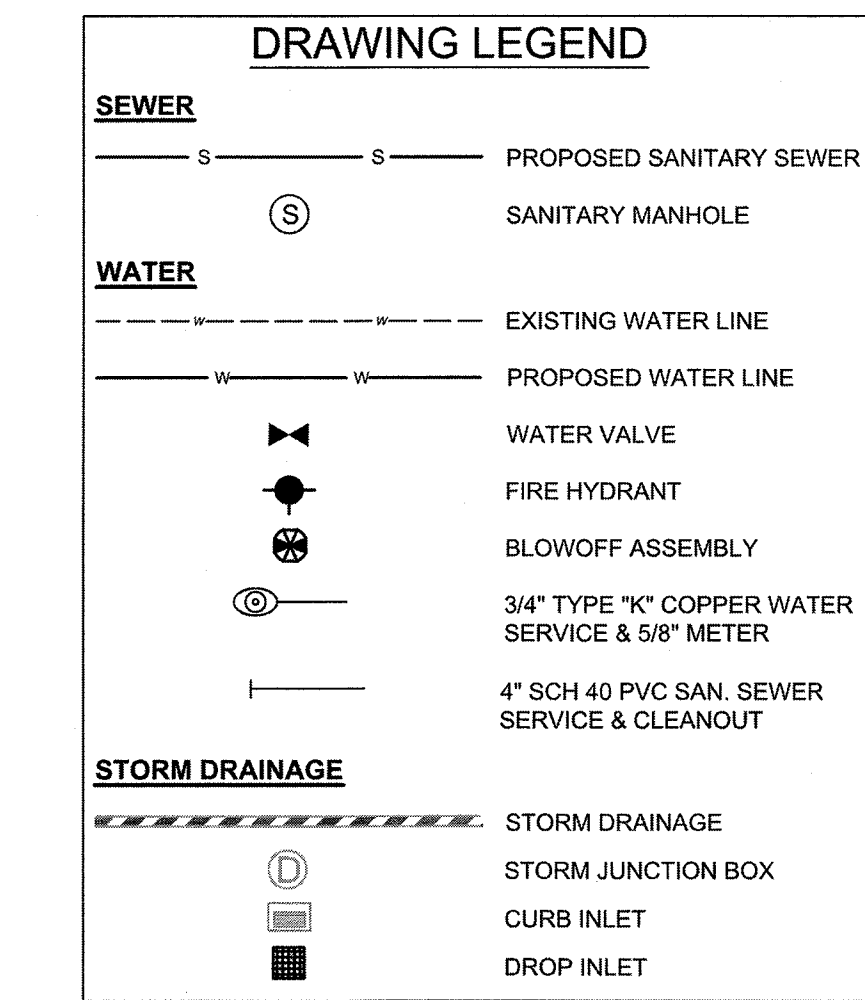 DRAWING LEGEND
SEWER
S S PROPOSED SANITARY SEWER
S SANITARY MANHOLE
WATER
w w EXISTING WATER LINE
W W PROPOSED WATER LINE
WATER VALVE
FIRE HYDRANT
BLOWOFF ASSEMBLY
3/4" TYPE "K" COPPER WATER
SERVICE & 5/8" METER
4" SCH 40 PVC SAN. SEWER
SERVICE & CLEANOUT
STORM DRAINAGE
STORM DRAINAGE
D STORM JUNCTION BOX
CURB INLET
DROP INLET